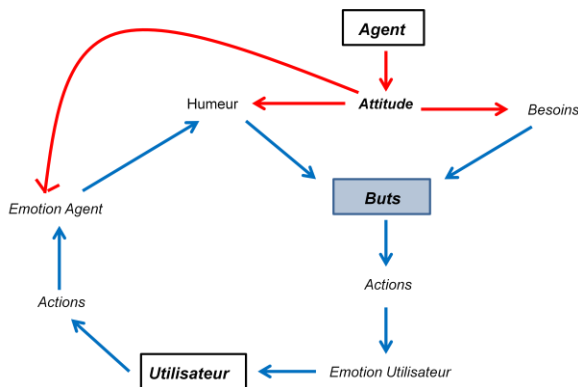 Agent
Humeur
Attitude
Besoins
Emotion Agent
Buts
Actions
Actions
Utilisateur
Emotion Utilisateur